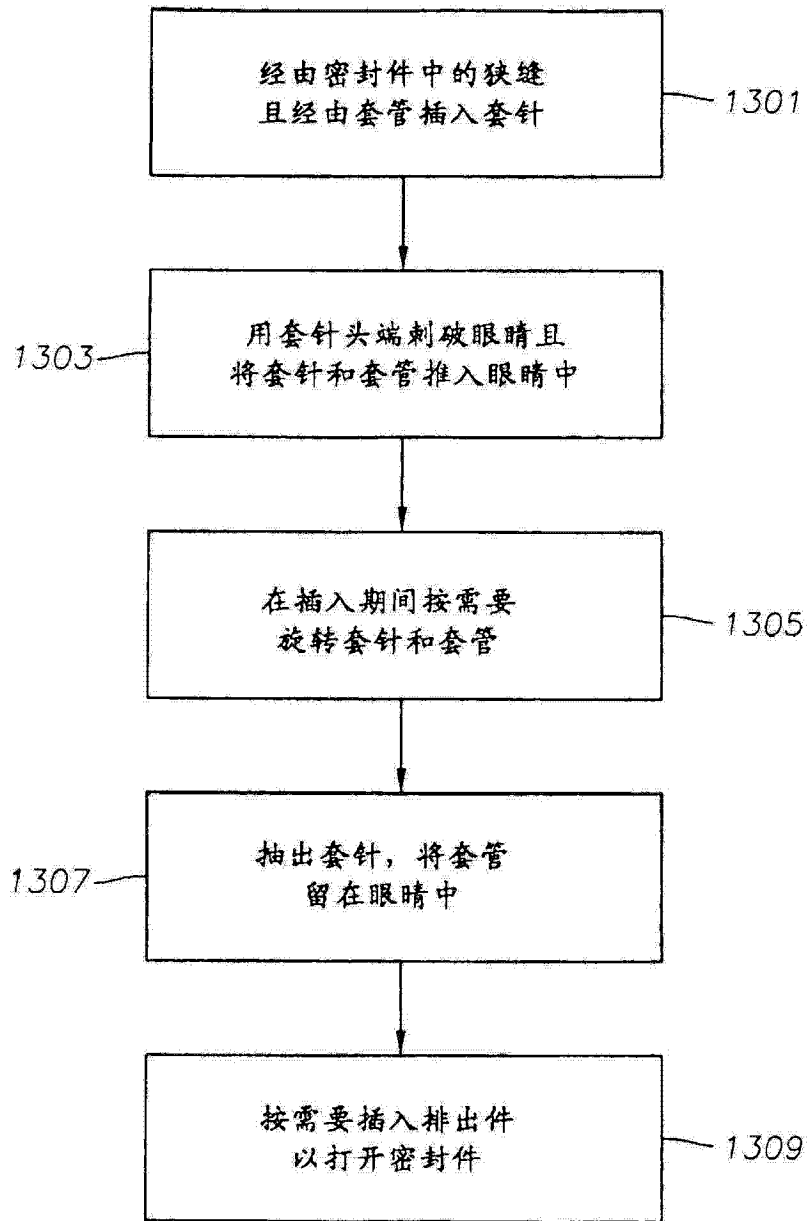 经由密封件中的狭缝
且经由套管插入套针
1301
用套针头端刺破眼睛且
将套针和套管推入眼睛中
1303
在插入期间按需要
旋转套针和套管
1305
抽出套针，将套管
留在眼睛中
1307
按需要插入排出件
以打开密封件
1309